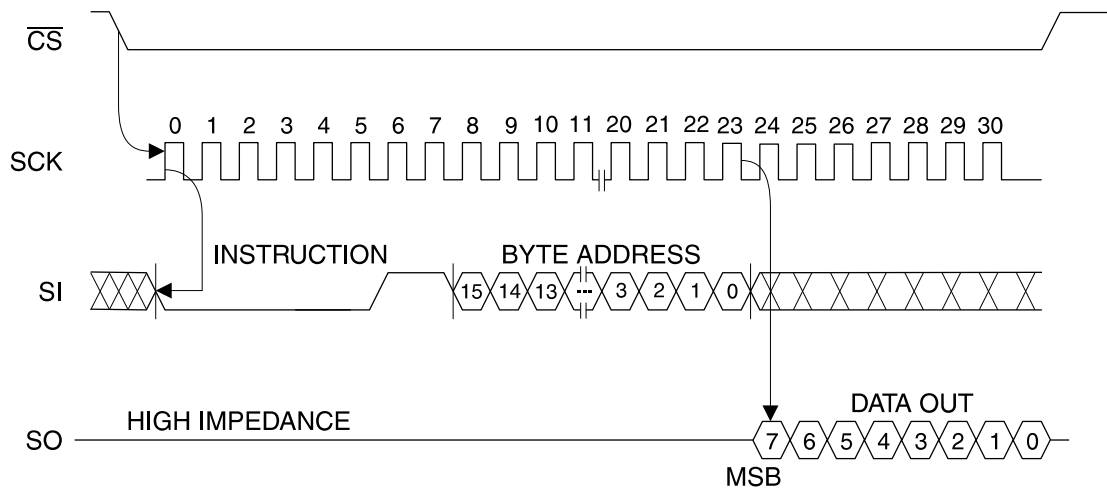 CS
0 1 2 3 4 5 6 7 8 9 10 11 20 21 22 23 24 25 26 27 28 29 30
SCK
INSTRUCTION BYTE ADDRESS
SI 15 14 13 --- 3 2 1 0
HIGH IMPEDANCE DATA OUT
SO 7 6 5 4 3 2 1 0
MSB